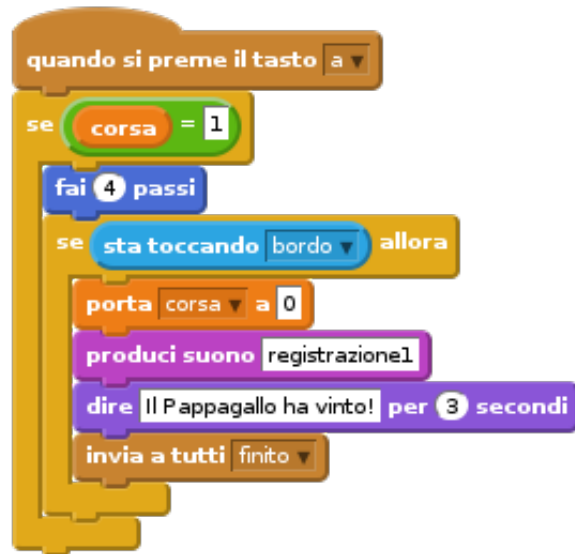 quando si preme il tasto a
se corsa = 1
fai 4 passi
se sta toccando bordo allora
porta corsa a 0
produci suono registrazione1
dire Il Pappagallo ha vinto! per 3 secondi
invia a tutti finito